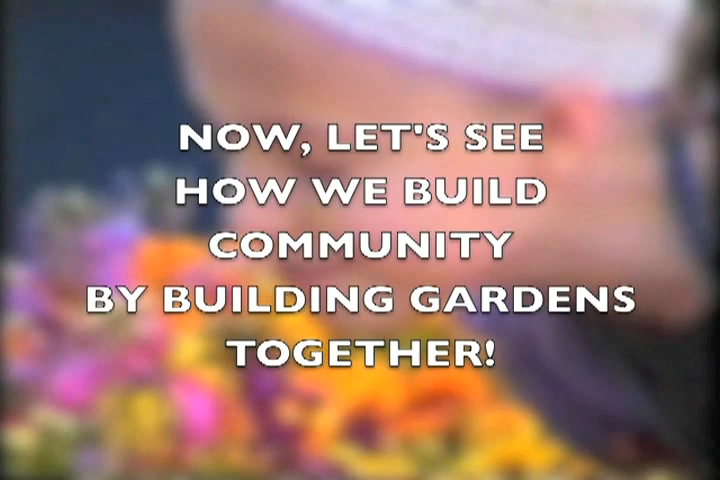 NOW, LET'S SEE
HOW WE BUILD
COMMUNITY
BY BUILDING GARDENS
TOGETHER!